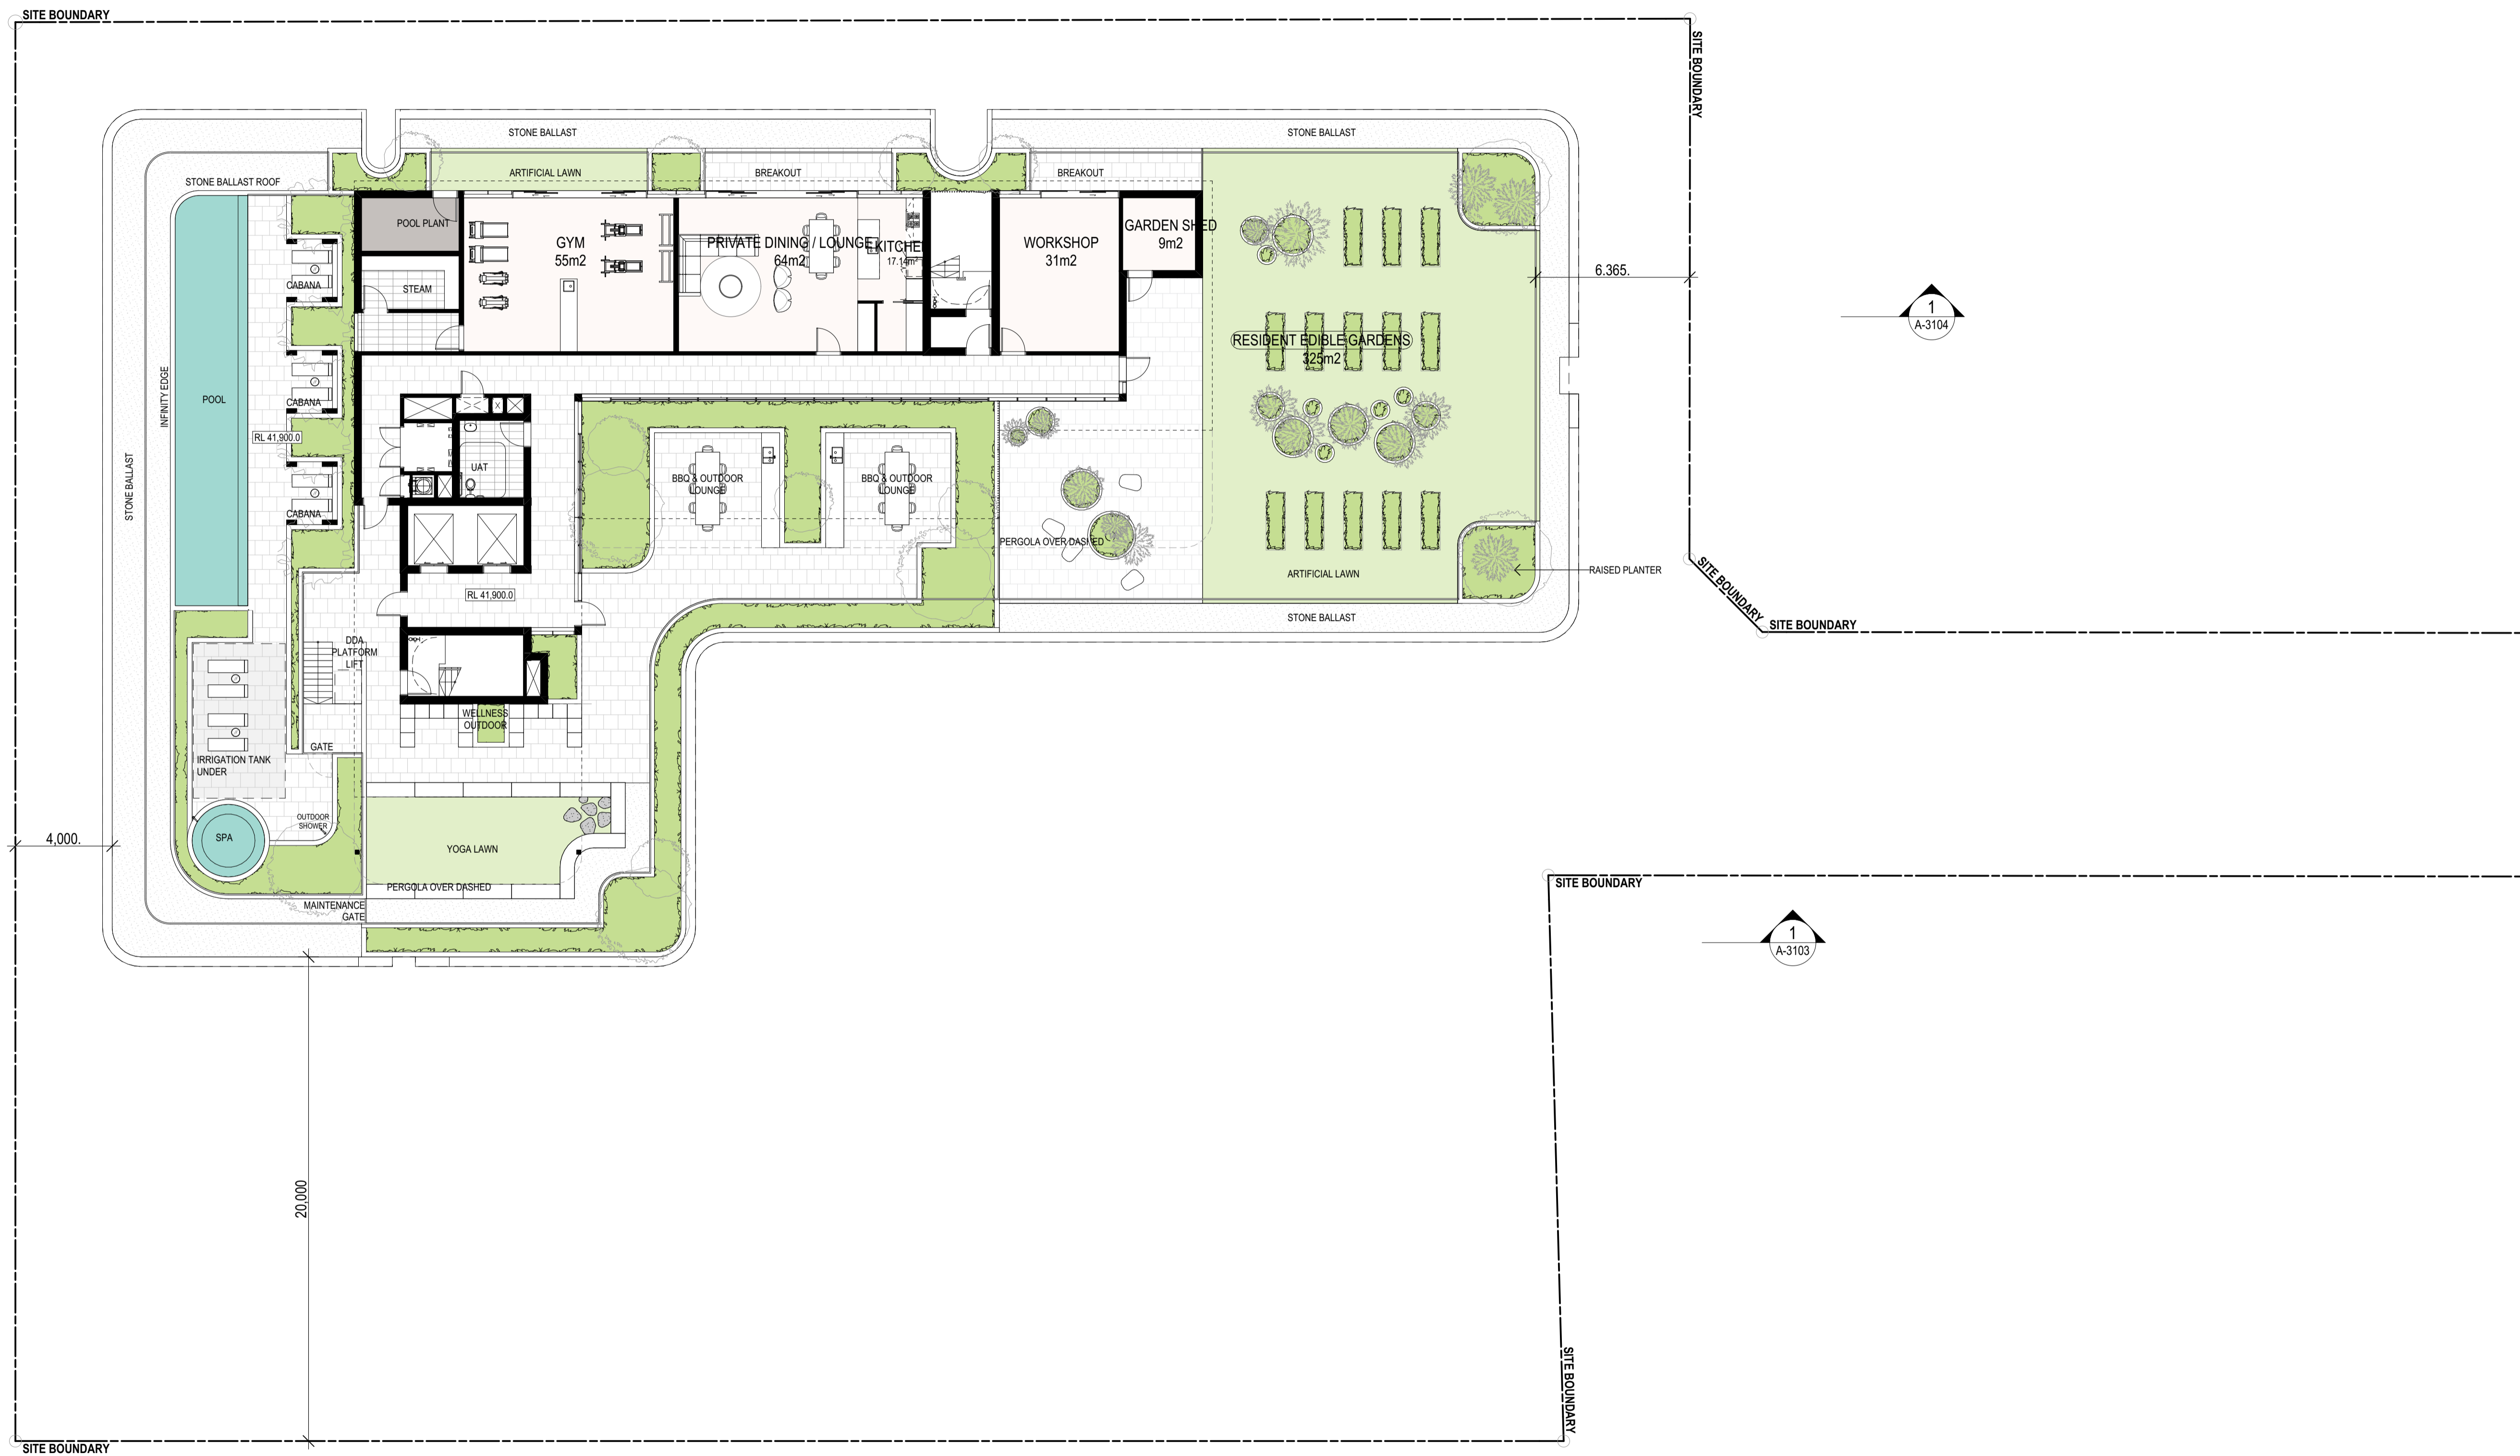 SITE BOUNDARY
SITE BOUNDARY
STONE BALLAST
STONE BALLAST
ARTIFICIAL LAWN
BREAKOUT
BREAKOUT
STONE BALLAST ROOF
POOL PLANT
GYM
55m2
PRIVATE DINING / LOUNGE
64m2
KITCHEN
17.14m²
WORKSHOP
31m2
GARDEN SHED
9m2
6.365.
1
A-3104
CABANA
STEAM
RESIDENT EDIBLE GARDENS
325m2
INFINITY EDGE
POOL
CABANA
RL 41,900.0
STONE BALLAST
UAT
BBQ & OUTDOOR
LOUNGE
BBQ & OUTDOOR
LOUNGE
CABANA
PERGOLA OVER DASHED
ARTIFICIAL LAWN
RAISED PLANTER
SITE BOUNDARY
RL 41,900.0
STONE BALLAST
SITE BOUNDARY
DDA
PLATFORM
LIFT
WELLNESS
OUTDOOR
GATE
IRRIGATION TANK
UNDER
OUTDOOR
SHOWER
SPA
4,000.
YOGA LAWN
PERGOLA OVER DASHED
MAINTENANCE
GATE
SITE BOUNDARY
1
A-3103
20,000
SITE BOUNDARY
SITE BOUNDARY